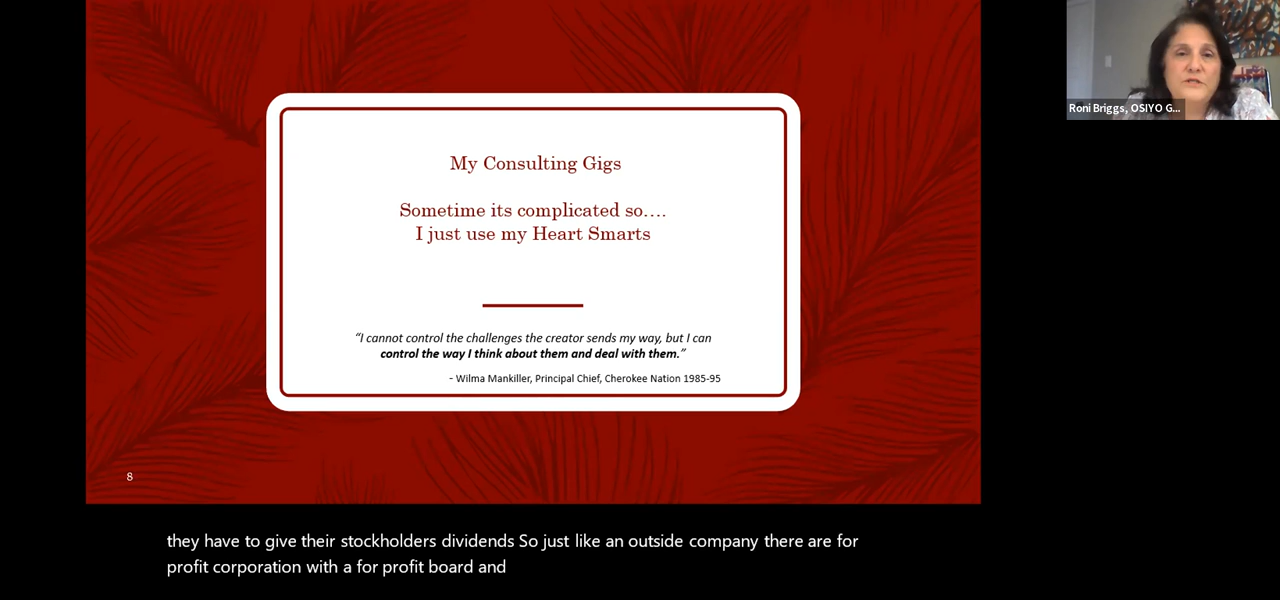 My Consulting Gigs
Sometime its complicated so….
I just use my Heart Smarts
“I cannot control the challenges the creator sends my way, but I can
control the way I think about them and deal with them.”
- Wilma Mankiller, Principal Chief, Cherokee Nation 1985-95
8
Roni Briggs, OSIYO G...
they have to give their stockholders dividends So just like an outside company there are for
profit corporation with a for profit board and